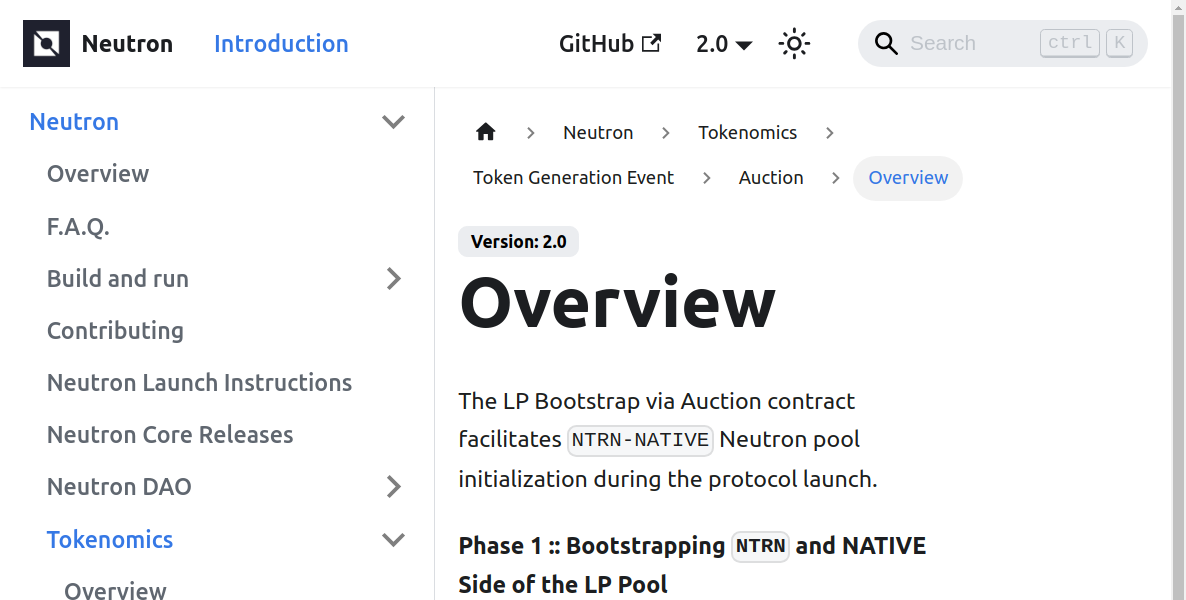 Neutron Introduction GitHub 2.0 Search ctrl K
Neutron
Overview
F.A.Q.
Build and run
Contributing
Neutron Launch Instructions
Neutron Core Releases
Neutron DAO
Tokenomics
Overview
Neutron Tokenomics
Token Generation Event Auction Overview
Version: 2.0
Overview
The LP Bootstrap via Auction contract
facilitates NTRN-NATIVE Neutron pool
initialization during the protocol launch.
Phase 1 :: Bootstrapping NTRN and NATIVE
Side of the LP Pool